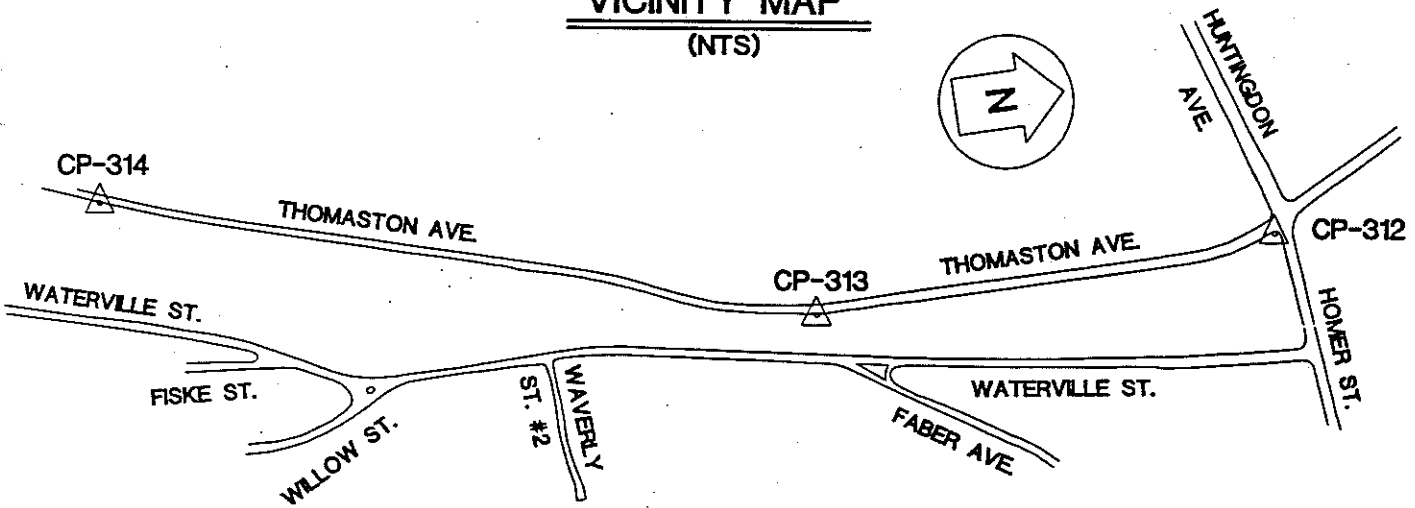 VICINITY MAP
(NTS)
N
HUNTINGDON
AVE.
CP-314
THOMASTON AVE.
CP-312
THOMASTON AVE.
CP-313
WATERVILLE ST.
HOMER ST.
FISKE ST.
WATERVILLE ST.
WAVERLY
ST. #2
WILLOW ST.
FABER AVE.